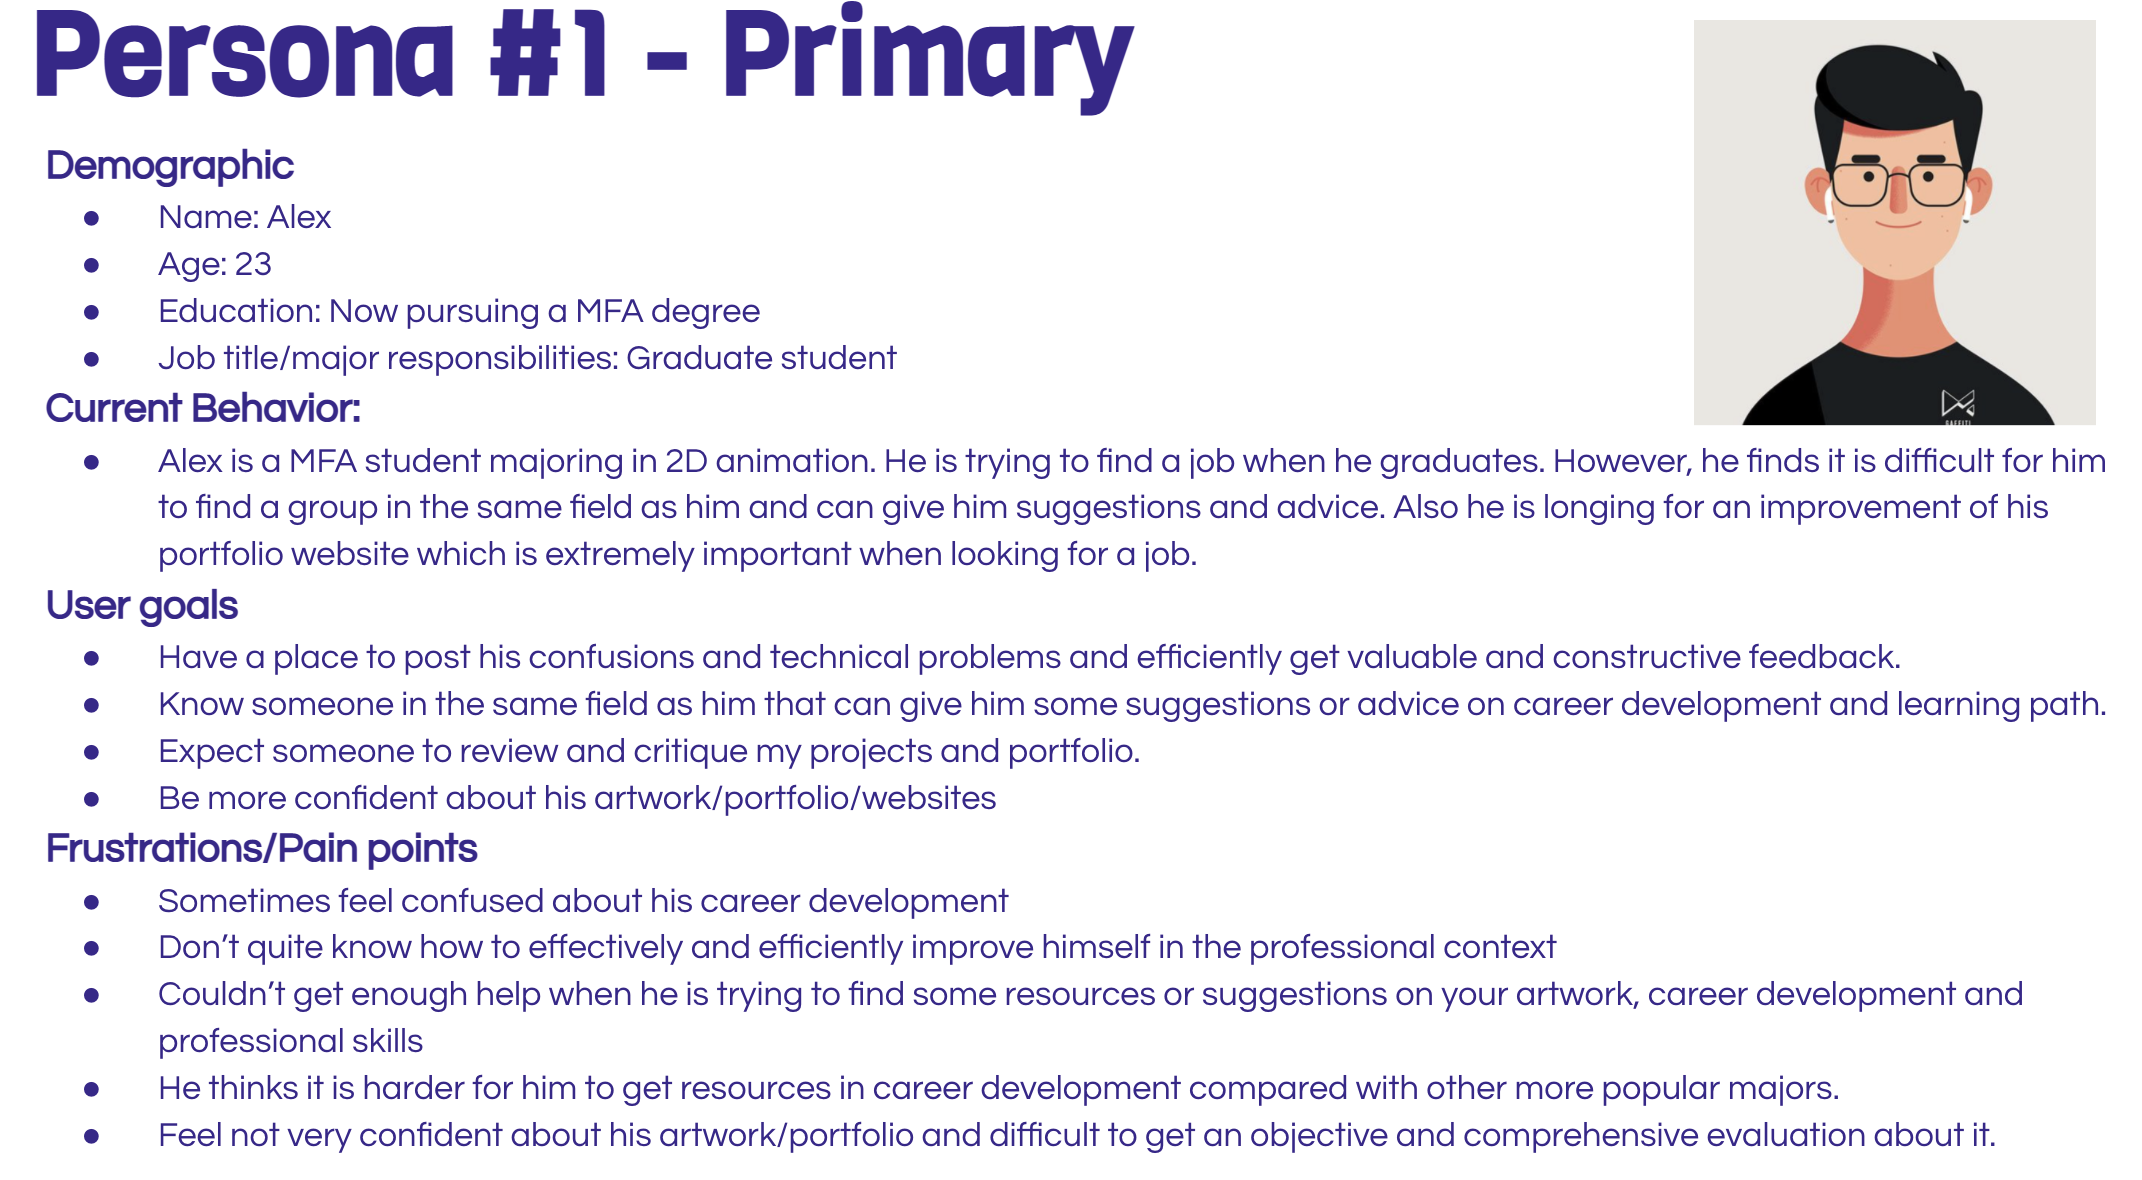 Persona #1 - Primary
Demographic
● Name: Alex
● Age: 23
● Education: Now pursuing a MFA degree
● Job title/major responsibilities: Graduate student
Current Behavior:
● Alex is a MFA student majoring in 2D animation. He is trying to find a job when he graduates. However, he finds it is difficult for him
to find a group in the same field as him and can give him suggestions and advice. Also he is longing for an improvement of his
portfolio website which is extremely important when looking for a job.
User goals
● Have a place to post his confusions and technical problems and efficiently get valuable and constructive feedback.
● Know someone in the same field as him that can give him some suggestions or advice on career development and learning path.
● Expect someone to review and critique my projects and portfolio.
● Be more confident about his artwork/portfolio/websites
Frustrations/Pain points
● Sometimes feel confused about his career development
● Don’t quite know how to effectively and efficiently improve himself in the professional context
● Couldn’t get enough help when he is trying to find some resources or suggestions on your artwork, career development and
professional skills
● He thinks it is harder for him to get resources in career development compared with other more popular majors.
● Feel not very confident about his artwork/portfolio and difficult to get an objective and comprehensive evaluation about it.